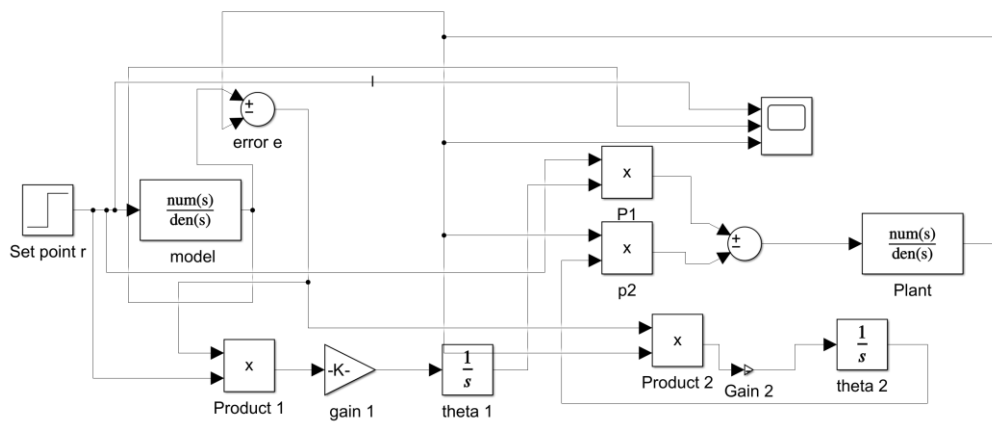 error e
Set point r
num(s)
den(s)
model
x
P1
x
p2
+
−
+
−
num(s)
den(s)
Plant
x
Product 1
-K-
gain 1
1
s
theta 1
x
Product 2
Gain 2
1
s
theta 2